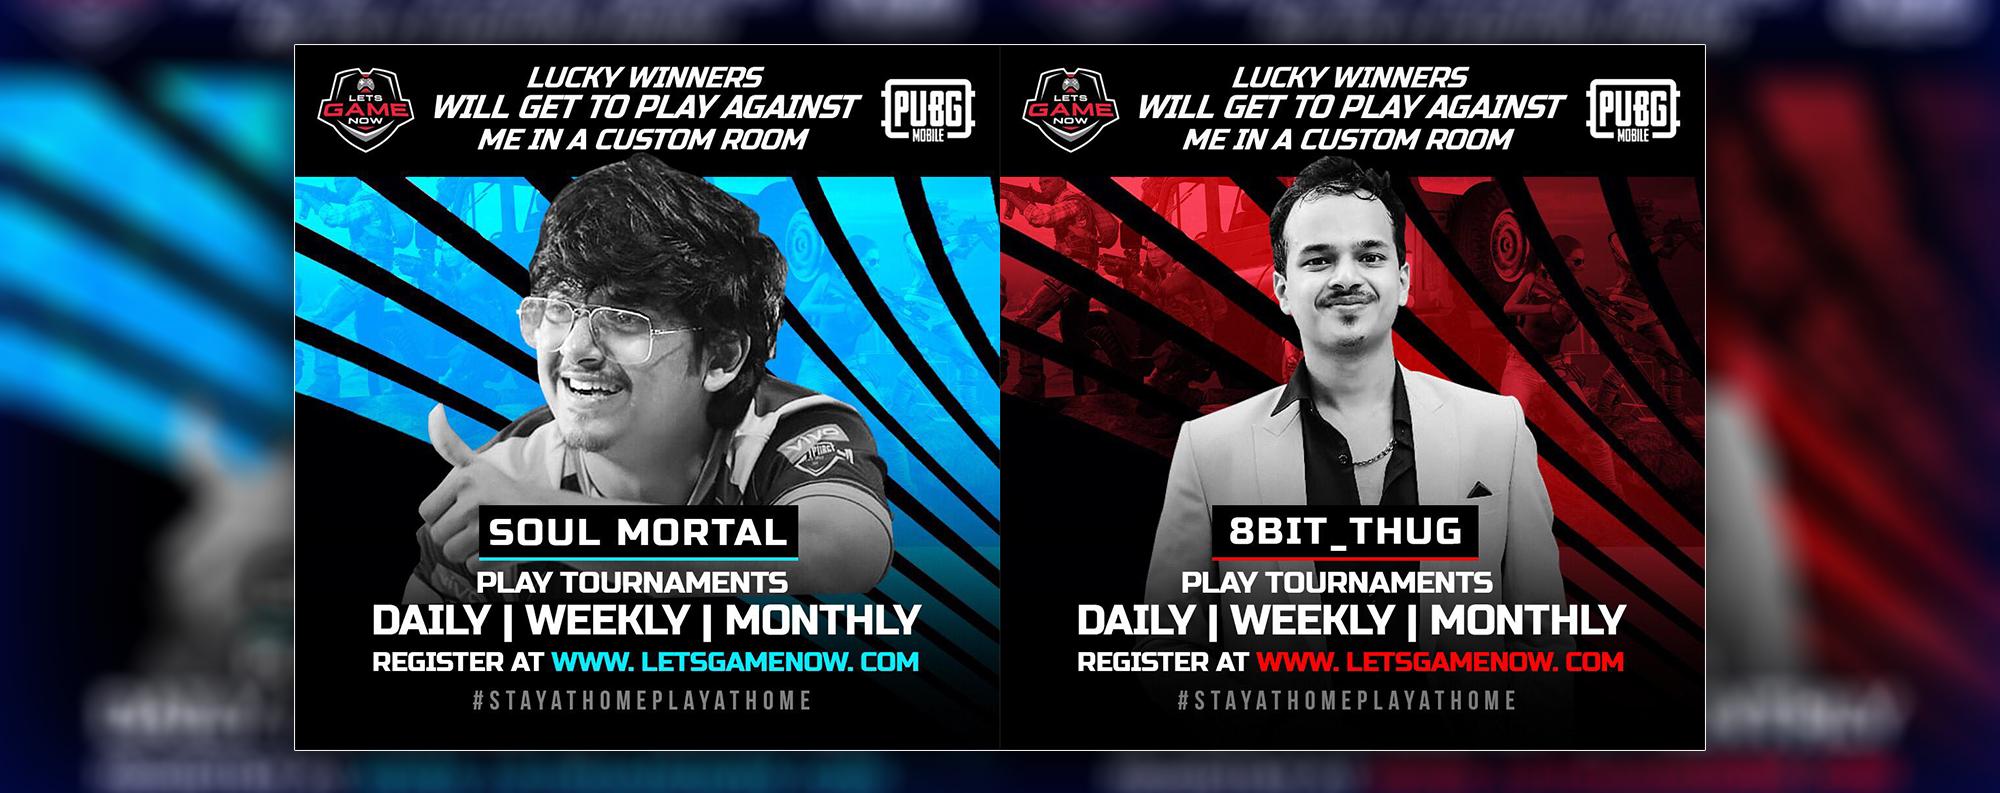 LETS
GAME
NOW
LUCKY WINNERS
WILL GET TO PLAY AGAINST
ME IN A CUSTOM ROOM
PUBG
MOBILE
VIVO
SOUL MORTAL
PLAY TOURNAMENTS
DAILY | WEEKLY | MONTHLY
REGISTER AT WWW. LETSGAMENOW. COM
#STAYATHOMEPLAYATHOME
LETS
GAME
NOW
LUCKY WINNERS
WILL GET TO PLAY AGAINST
ME IN A CUSTOM ROOM
PUBG
MOBILE
8BIT_THUG
PLAY TOURNAMENTS
DAILY | WEEKLY | MONTHLY
REGISTER AT WWW. LETSGAMENOW. COM
#STAYATHOMEPLAYATHOME